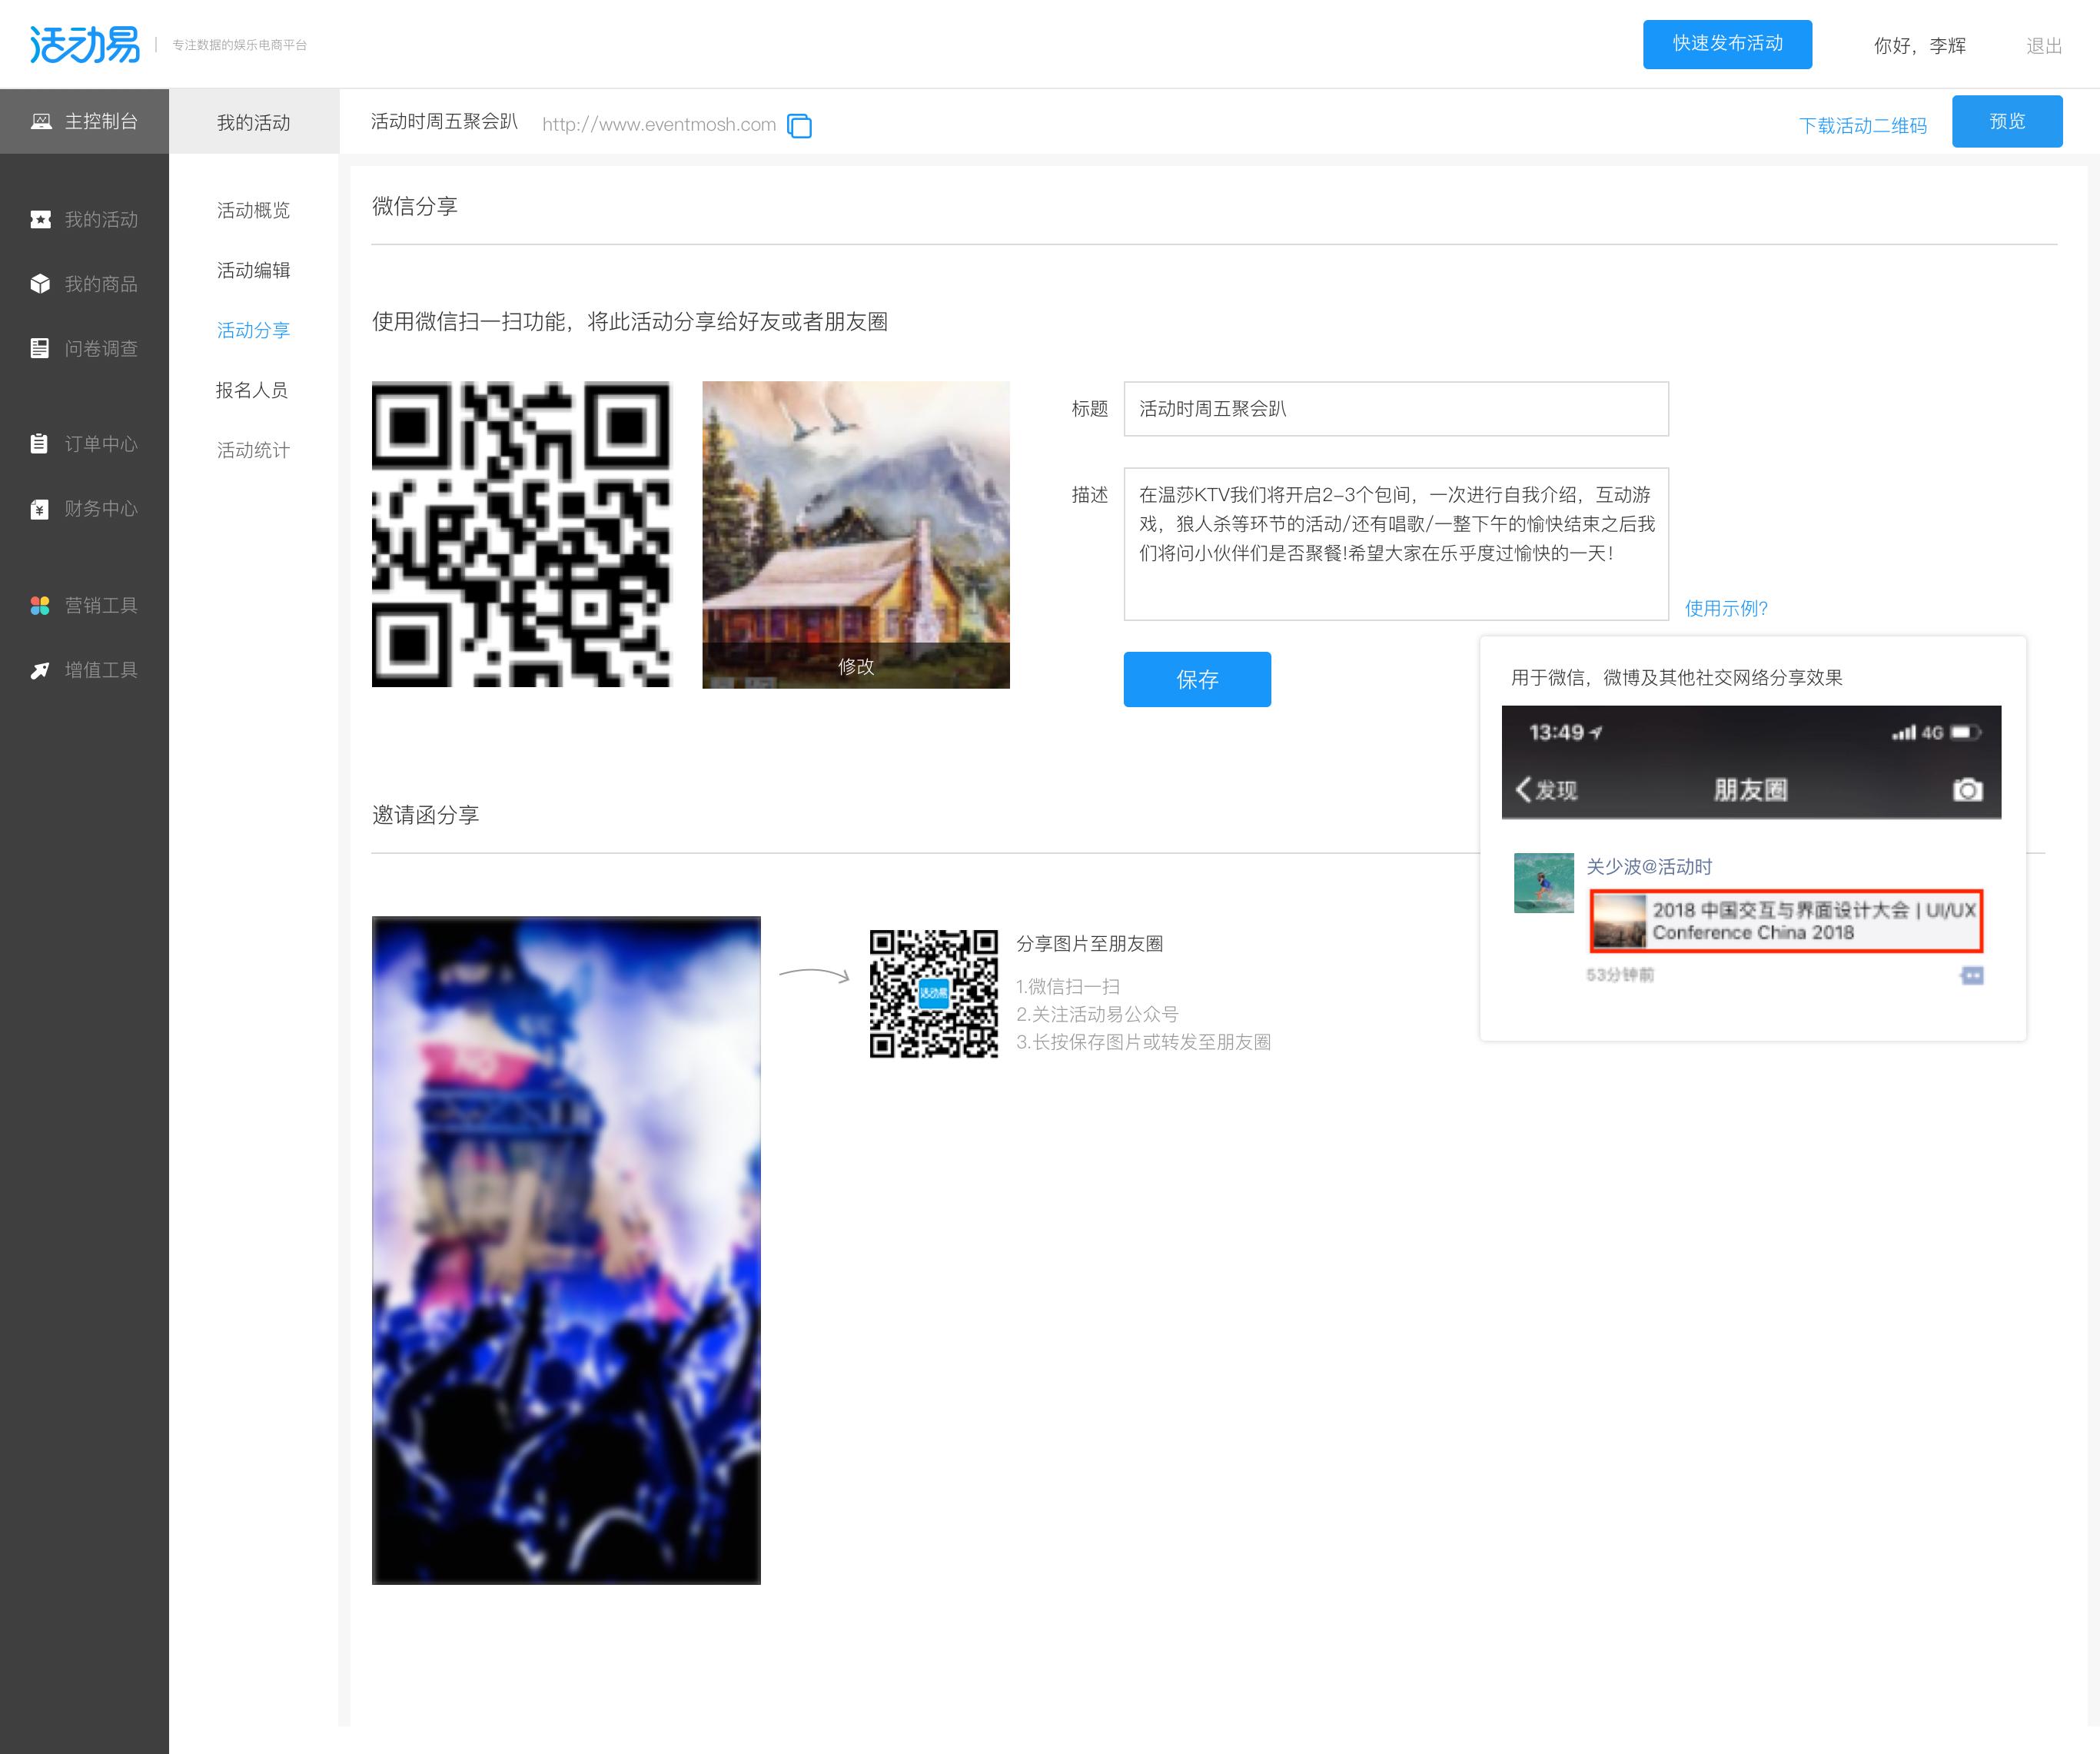 活动易
专注数据的娱乐电商平台
快速发布活动
你好，李辉
退出
主控制台
我的活动
我的商品
问卷调查
订单中心
财务中心
营销工具
增值工具
我的活动
活动概览
活动编辑
活动分享
报名人员
活动统计
活动时周五聚会趴
http://www.eventmosh.com
下载活动二维码
预览
微信分享
使用微信扫一扫功能，将此活动分享给好友或者朋友圈
修改
标题
活动时周五聚会趴
描述
在温莎KTV我们将开启2-3个包间，一次进行自我介绍，互动游
戏，狼人杀等环节的活动/还有唱歌/一整下午的愉快结束之后我
们将问小伙伴们是否聚餐!希望大家在乐乎度过愉快的一天！
使用示例?
保存
用于微信，微博及其他社交网络分享效果
13:49
4G
发现
朋友圈
关少波@活动时
2018 中国交互与界面设计大会 | UI/UX
Conference China 2018
53分钟前
邀请函分享
活动易
分享图片至朋友圈
1.微信扫一扫
2.关注活动易公众号
3.长按保存图片或转发至朋友圈